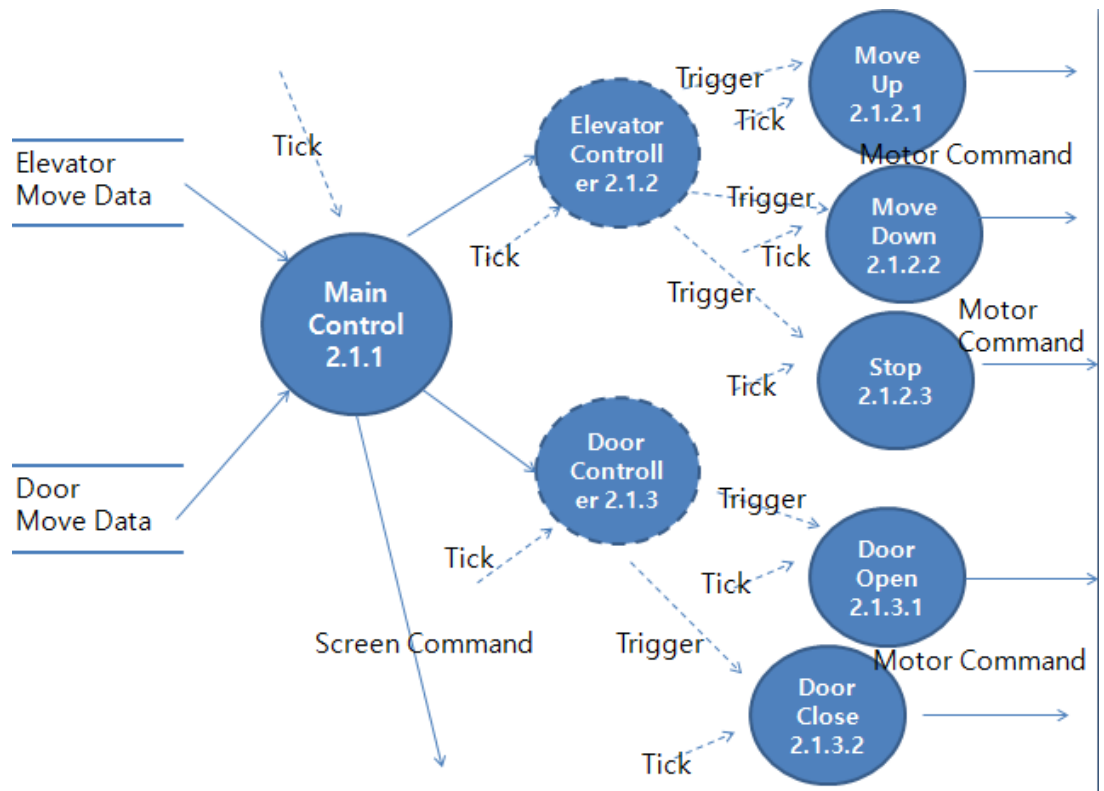 Move
Up
2.1.2.1
Trigger
Tick
Elevator
Controll
er 2.1.2
Tick
Elevator
Move Data
Motor Command
Trigger
Move
Down
2.1.2.2
Tick
Tick
Main
Control
2.1.1
Trigger
Motor
Command
Stop
2.1.2.3
Tick
Door
Controll
er 2.1.3
Door
Move Data
Trigger
Tick
Door
Open
2.1.3.1
Tick
Screen Command
Trigger
Motor Command
Door
Close
2.1.3.2
Tick